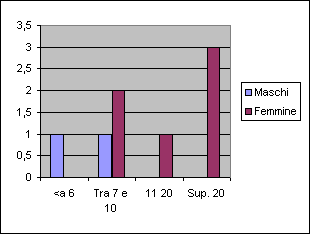 3,5
3
2,5
2
1,5
1
0,5
0
<a 6
Tra 7 e
10
11 20
Sup. 20
Maschi
Femmine